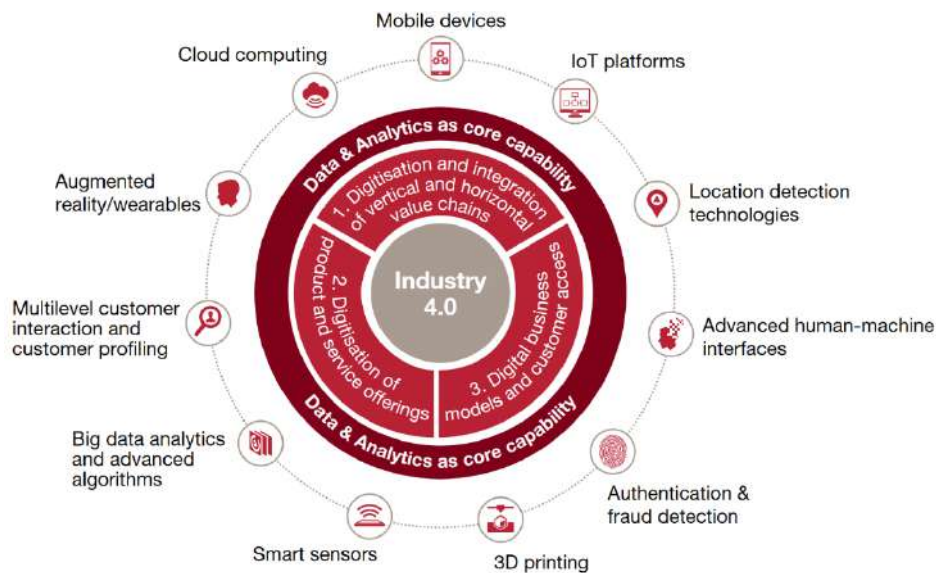 Mobile devices
Cloud computing
IoT platforms
Augmented
reality/wearables
Location detection
technologies
Multilevel customer
interaction and
customer profiling
Advanced human-machine
interfaces
Big data analytics
and advanced
algorithms
Authentication &
fraud detection
Smart sensors
3D printing
Data & Analytics as core capability
1. Digitisation and integration
of vertical and horizontal
value chains
2. Digitisation of
product and service offerings
3. Digital business
models and customer access
Industry
4.0
Data & Analytics as core capability